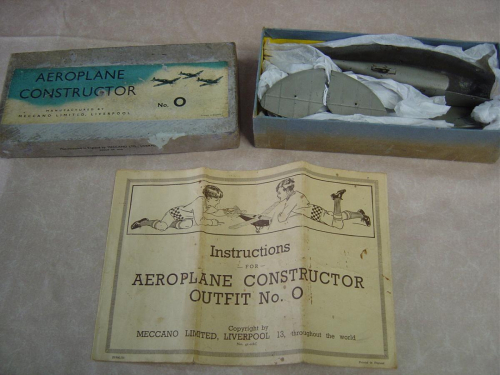 AEROPLANE
CONSTRUCTOR
No. O
MANUFACTURED BY
MECCANO LIMITED, LIVERPOOL
Instructions
FOR
AEROPLANE CONSTRUCTOR
OUTFIT No. O
Copyright by
MECCANO LIMITED, LIVERPOOL 13, throughout the world